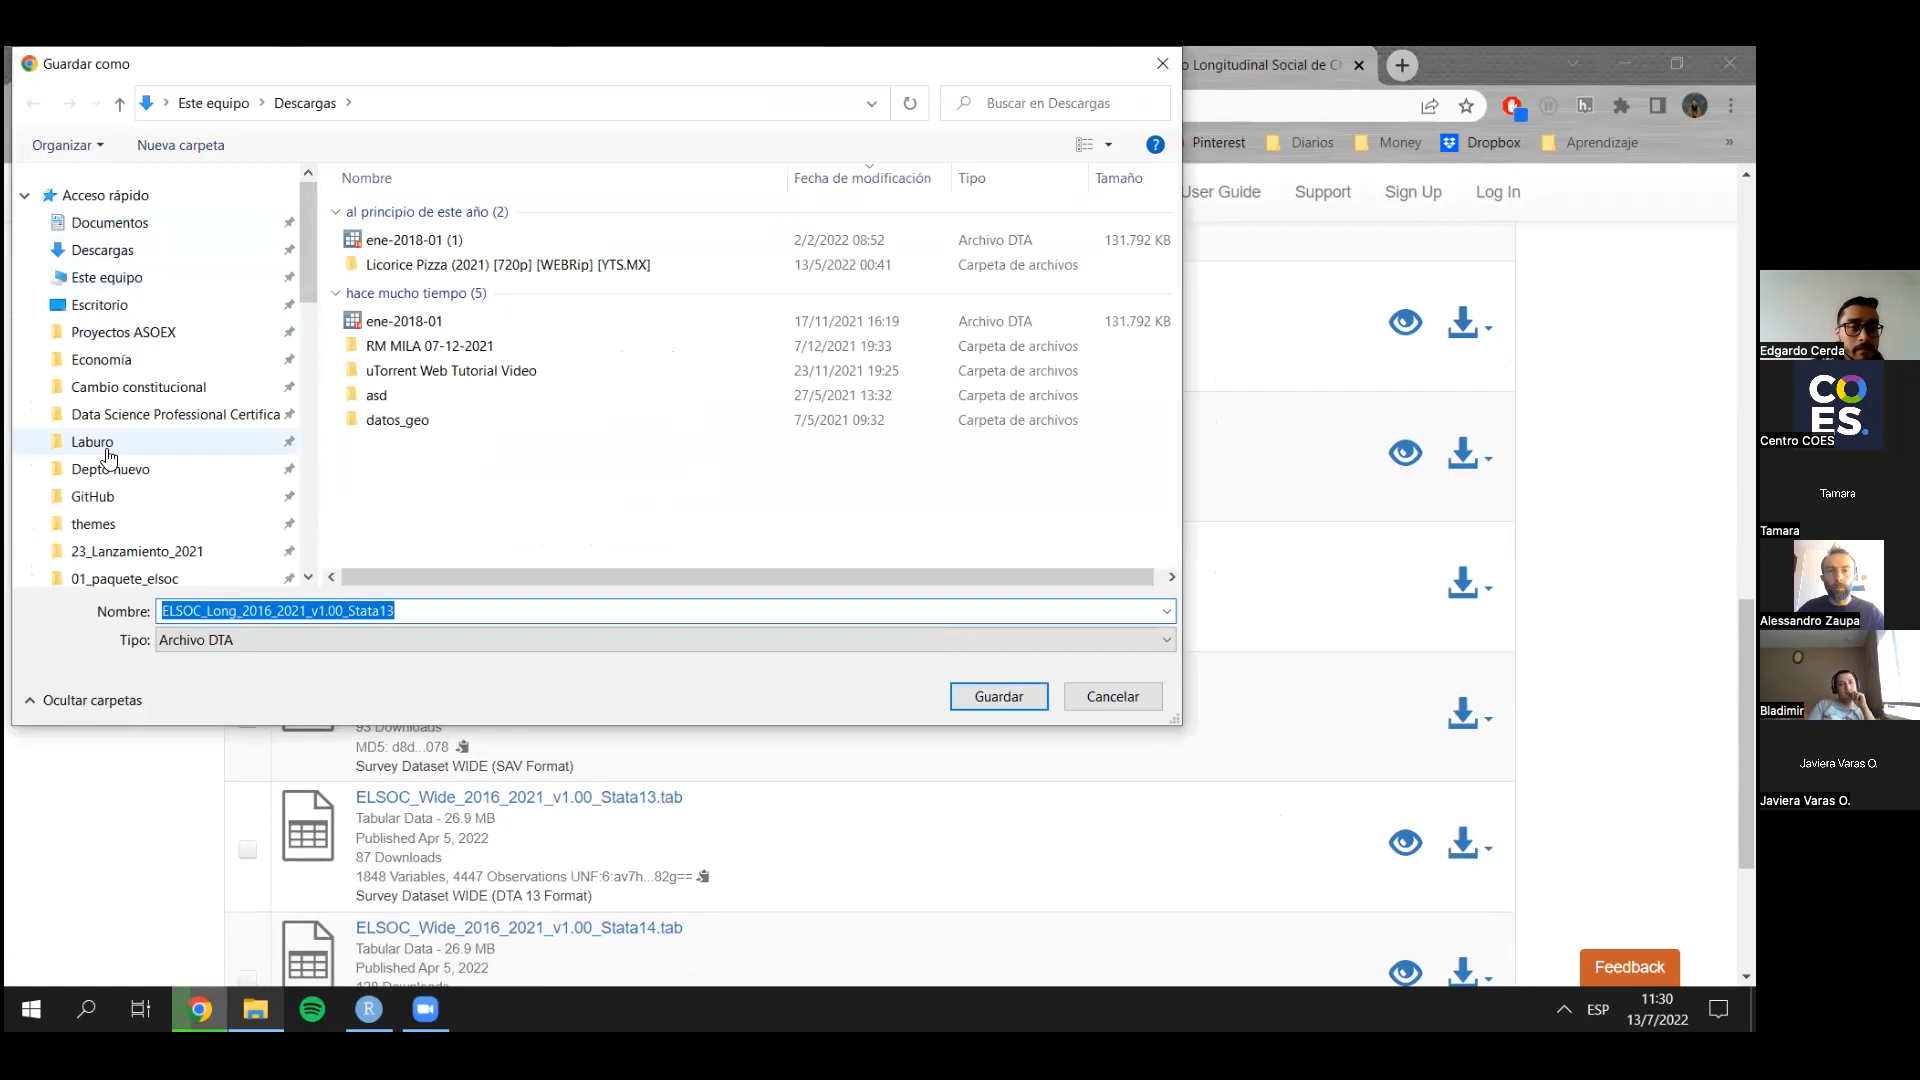 Guardar como
o Longitudinal Social de C
Este equipo
Descargas
Buscar en Descargas
Organizar
Nueva carpeta
Pinterest
Diarios
Money
Dropbox
Aprendizaje
»
Acceso rápido
Documentos
Descargas
Este equipo
Escritorio
Proyectos ASOEX
Economía
Cambio constitucional
Data Science Professional Certifica
Laburo
Depto nuevo
GitHub
themes
23_Lanzamiento_2021
01_paquete_elsoc
Nombre
Fecha de modificación
Tipo
Tamaño
al principio de este año (2)
ene-2018-01 (1)
2/2/2022 08:52
Archivo DTA
131.792 KB
Licorice Pizza (2021) [720p] [WEBRip] [YTS.MX]
13/5/2022 00:41
Carpeta de archivos
hace mucho tiempo (5)
ene-2018-01
17/11/2021 16:19
Archivo DTA
131.792 KB
RM MILA 07-12-2021
7/12/2021 19:33
Carpeta de archivos
uTorrent Web Tutorial Video
23/11/2021 19:25
Carpeta de archivos
asd
27/5/2021 13:32
Carpeta de archivos
datos_geo
7/5/2021 09:32
Carpeta de archivos
Nombre:
ELSOC_Long_2016_2021_v1.00_Stata13
Tipo:
Archivo DTA
Ocultar carpetas
Guardar
Cancelar
User Guide
Support
Sign Up
Log In
93 Downloads
MD5: d8d...078
Survey Dataset WIDE (SAV Format)
ELSOC_Wide_2016_2021_v1.00_Stata13.tab
Tabular Data - 26.9 MB
Published Apr 5, 2022
87 Downloads
1848 Variables, 4447 Observations UNF:6:av7h...82g==
Survey Dataset WIDE (DTA 13 Format)
ELSOC_Wide_2016_2021_v1.00_Stata14.tab
Tabular Data - 26.9 MB
Published Apr 5, 2022
Feedback
ESP
11:30
13/7/2022
Edgardo Cerda
COES.
Centro COES
Tamara
Tamara
Alessandro Zaupa
Bladimir
Javiera Varas O.
Javiera Varas O.